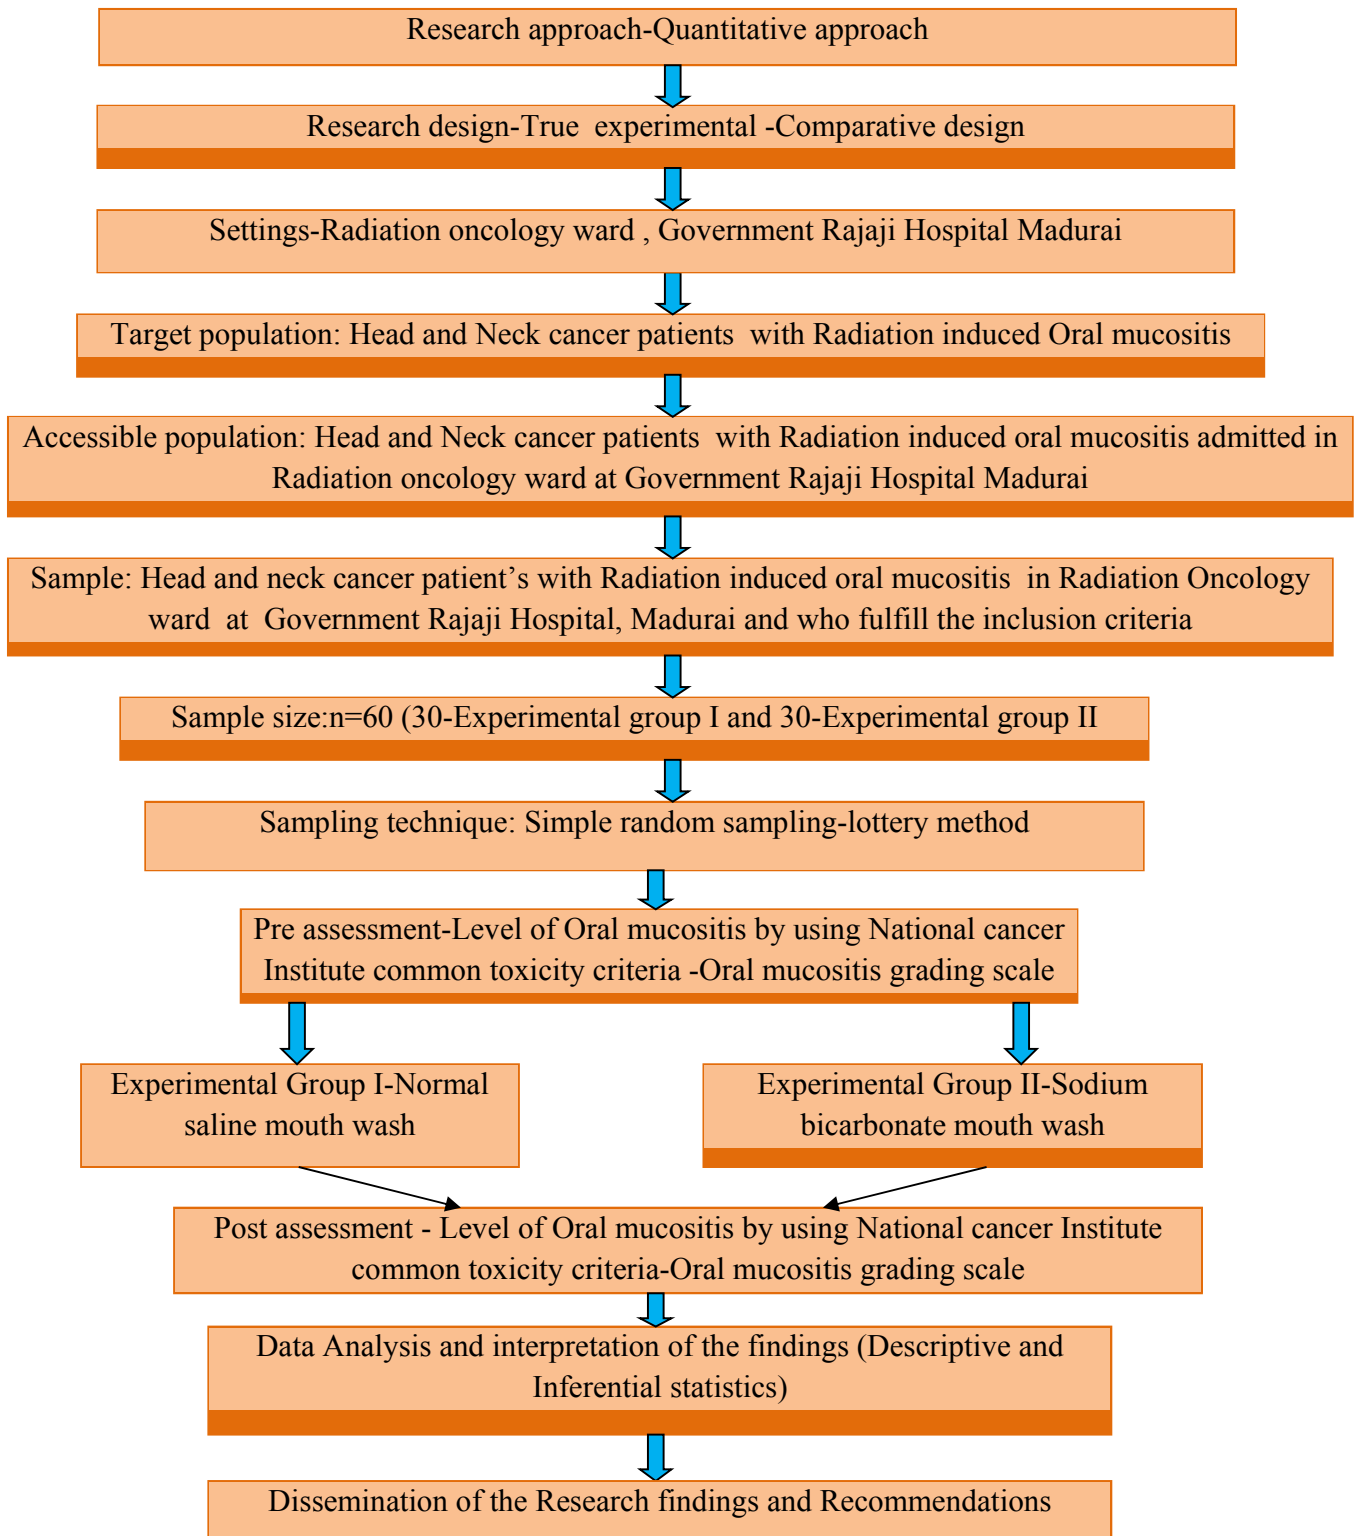 Research approach-Quantitative approach
Research design-True experimental -Comparative design
Settings-Radiation oncology ward , Government Rajaji Hospital Madurai
Target population: Head and Neck cancer patients with Radiation induced Oral mucositis
Accessible population: Head and Neck cancer patients with Radiation induced oral mucositis admitted in
Radiation oncology ward at Government Rajaji Hospital Madurai
Sample: Head and neck cancer patient’s with Radiation induced oral mucositis in Radiation Oncology
ward at Government Rajaji Hospital, Madurai and who fulfill the inclusion criteria
Sample size:n=60 (30-Experimental group I and 30-Experimental group II
Sampling technique: Simple random sampling-lottery method
Pre assessment-Level of Oral mucositis by using National cancer
Institute common toxicity criteria -Oral mucositis grading scale
Experimental Group I-Normal
saline mouth wash
Experimental Group II-Sodium
bicarbonate mouth wash
Post assessment - Level of Oral mucositis by using National cancer Institute
common toxicity criteria-Oral mucositis grading scale
Data Analysis and interpretation of the findings (Descriptive and
Inferential statistics)
Dissemination of the Research findings and Recommendations